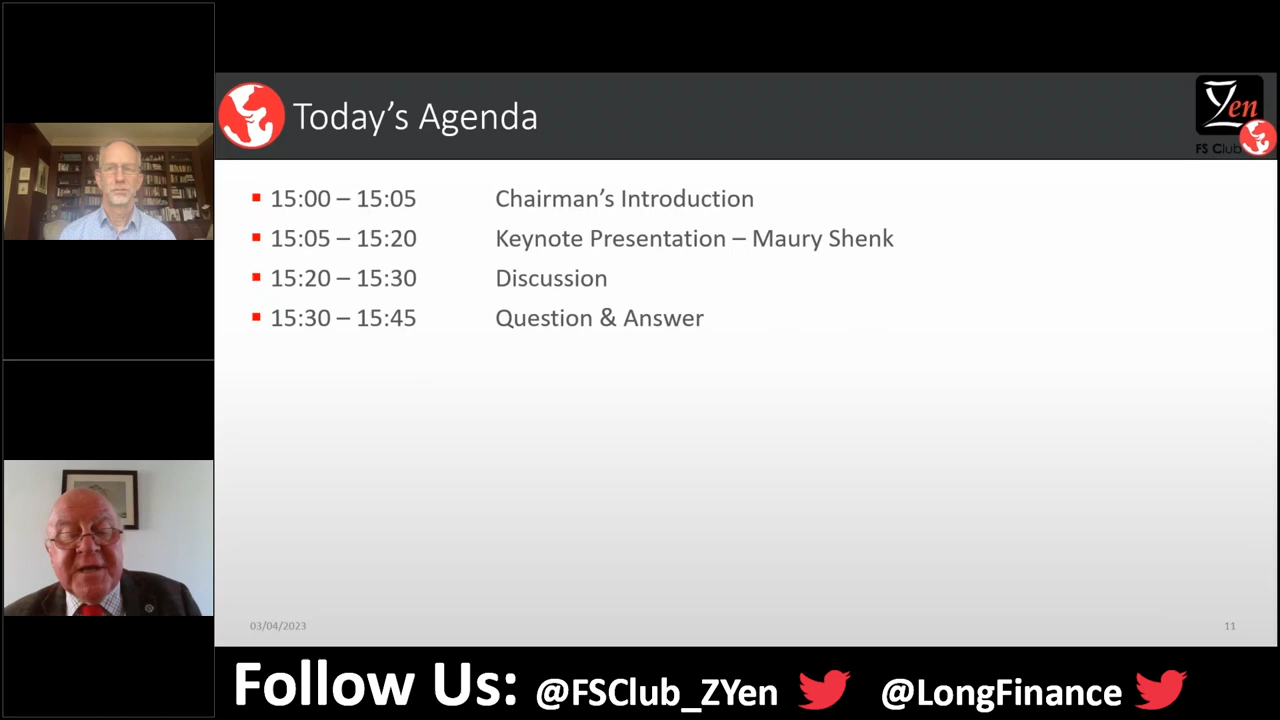 Today’s Agenda
Zen
FS Club
15:00 – 15:05 Chairman’s Introduction
15:05 – 15:20 Keynote Presentation – Maury Shenk
15:20 – 15:30 Discussion
15:30 – 15:45 Question & Answer
03/04/2023
11
Follow Us: @FSClub_ZYen @LongFinance